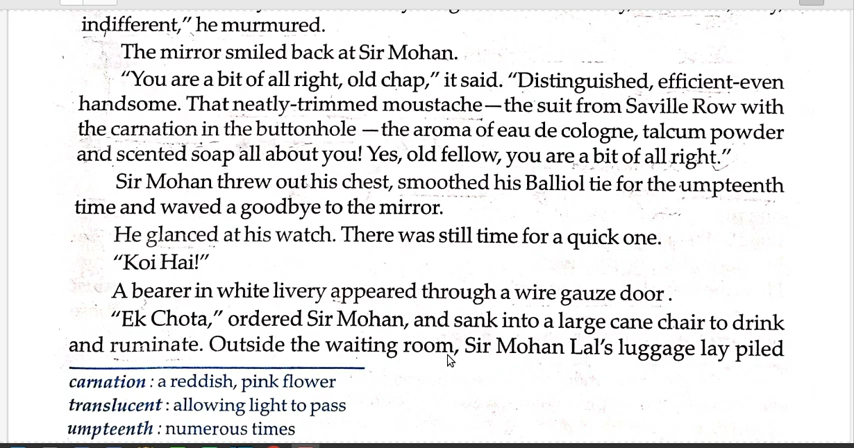 indifferent,” he murmured.
The mirror smiled back at Sir Mohan.
“You are a bit of all right, old chap,” it said. “Distinguished, efficient-even
handsome. That neatly-trimmed moustache—the suit from Saville Row with
the carnation in the buttonhole —the aroma of eau de cologne, talcum powder
and scented soap all about you! Yes, old fellow, you are a bit of all right.”
Sir Mohan threw out his chest, smoothed his Balliol tie for the umpteenth
time and waved a goodbye to the mirror.
He glanced at his watch. There was still time for a quick one.
“Koi Hai!”
A bearer in white livery appeared through a wire gauze door.
“Ek Chota,” ordered Sir Mohan, and sank into a large cane chair to drink
and ruminate. Outside the waiting room, Sir Mohan Lal’s luggage lay piled
carnation : a reddish, pink flower
translucent : allowing light to pass
umpteenth : numerous times